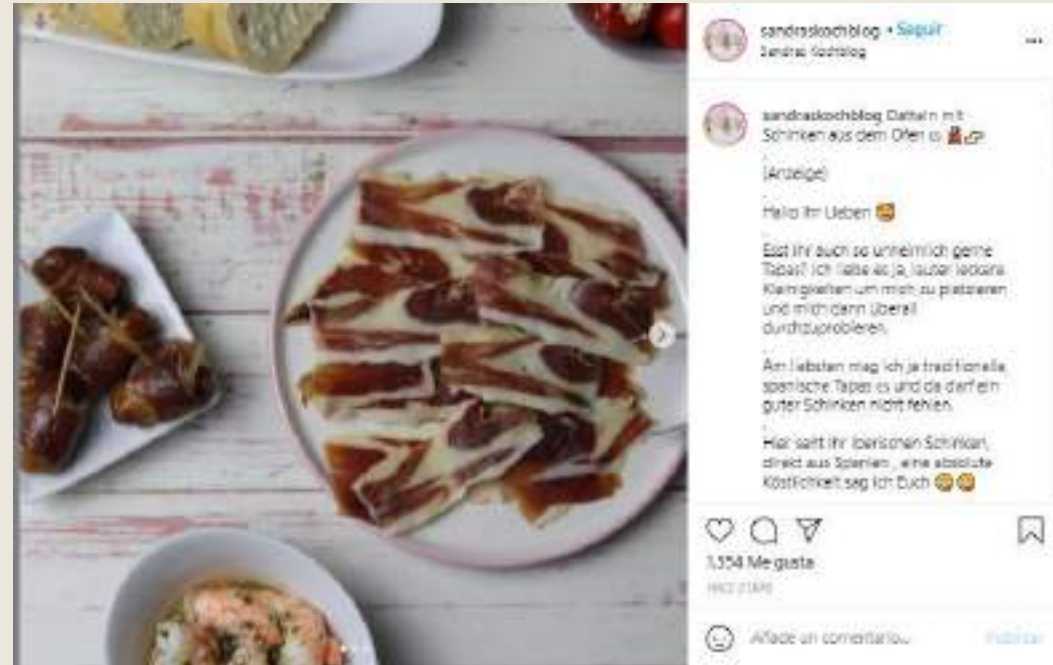 sandraskochblog • Seguir
Sandras Kochblog
sandraskochblog Datteln mit
Schinken aus dem Ofen
(Anzeige)
Hallo Ihr Lieben
Esst ihr auch so unheimlich gerne
Tapas? Ich liebe es ja, lauter leckere
Kleinigkeiten um mich zu platzieren
und mich dann überall
durchzuprobieren.
Am liebsten mag ich ja traditionelle
spanische Tapas es und da darf ein
guter Schinken nicht fehlen.
Hier seht Ihr Iberischen Schinken,
direkt aus Spanien, eine absolute
Köstlichkeit sag ich Euch
1,554 Me gusta
Añade un comentario...
Publicar